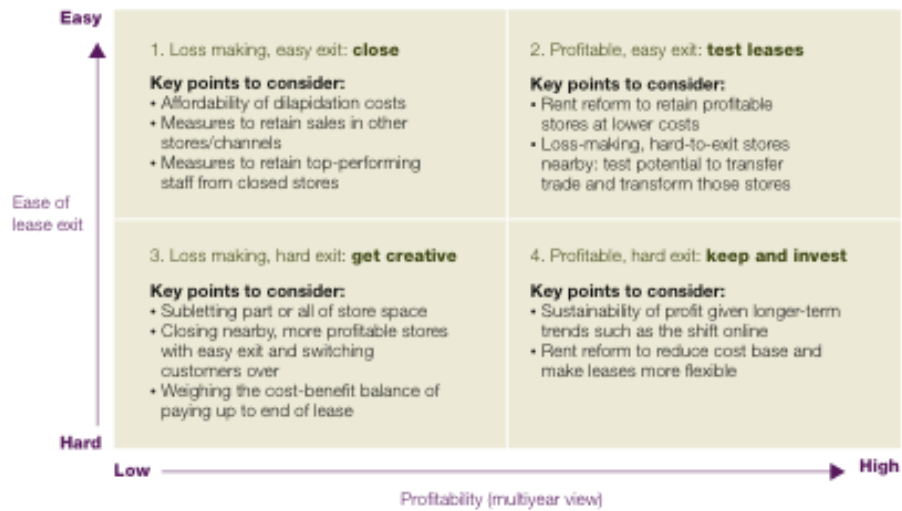 Easy
1. Loss making, easy exit: close
Key points to consider:
• Affordability of dilapidation costs
• Measures to retain sales in other
stores/channels
• Measures to retain top-performing
staff from closed stores
2. Profitable, easy exit: test leases
Key points to consider:
• Rent reform to retain profitable
stores at lower costs
• Loss-making, hard-to-exit stores
nearby: test potential to transfer
trade and transform those stores
Ease of
lease exit
3. Loss making, hard exit: get creative
Key points to consider:
• Subletting part or all of store space
• Closing nearby, more profitable stores
with easy exit and switching
customers over
• Weighing the cost-benefit balance of
paying up to end of lease
4. Profitable, hard exit: keep and invest
Key points to consider:
• Sustainability of profit given longer-term
trends such as the shift online
• Rent reform to reduce cost base and
make leases more flexible
Hard
Low
High
Profitability (multiyear view)